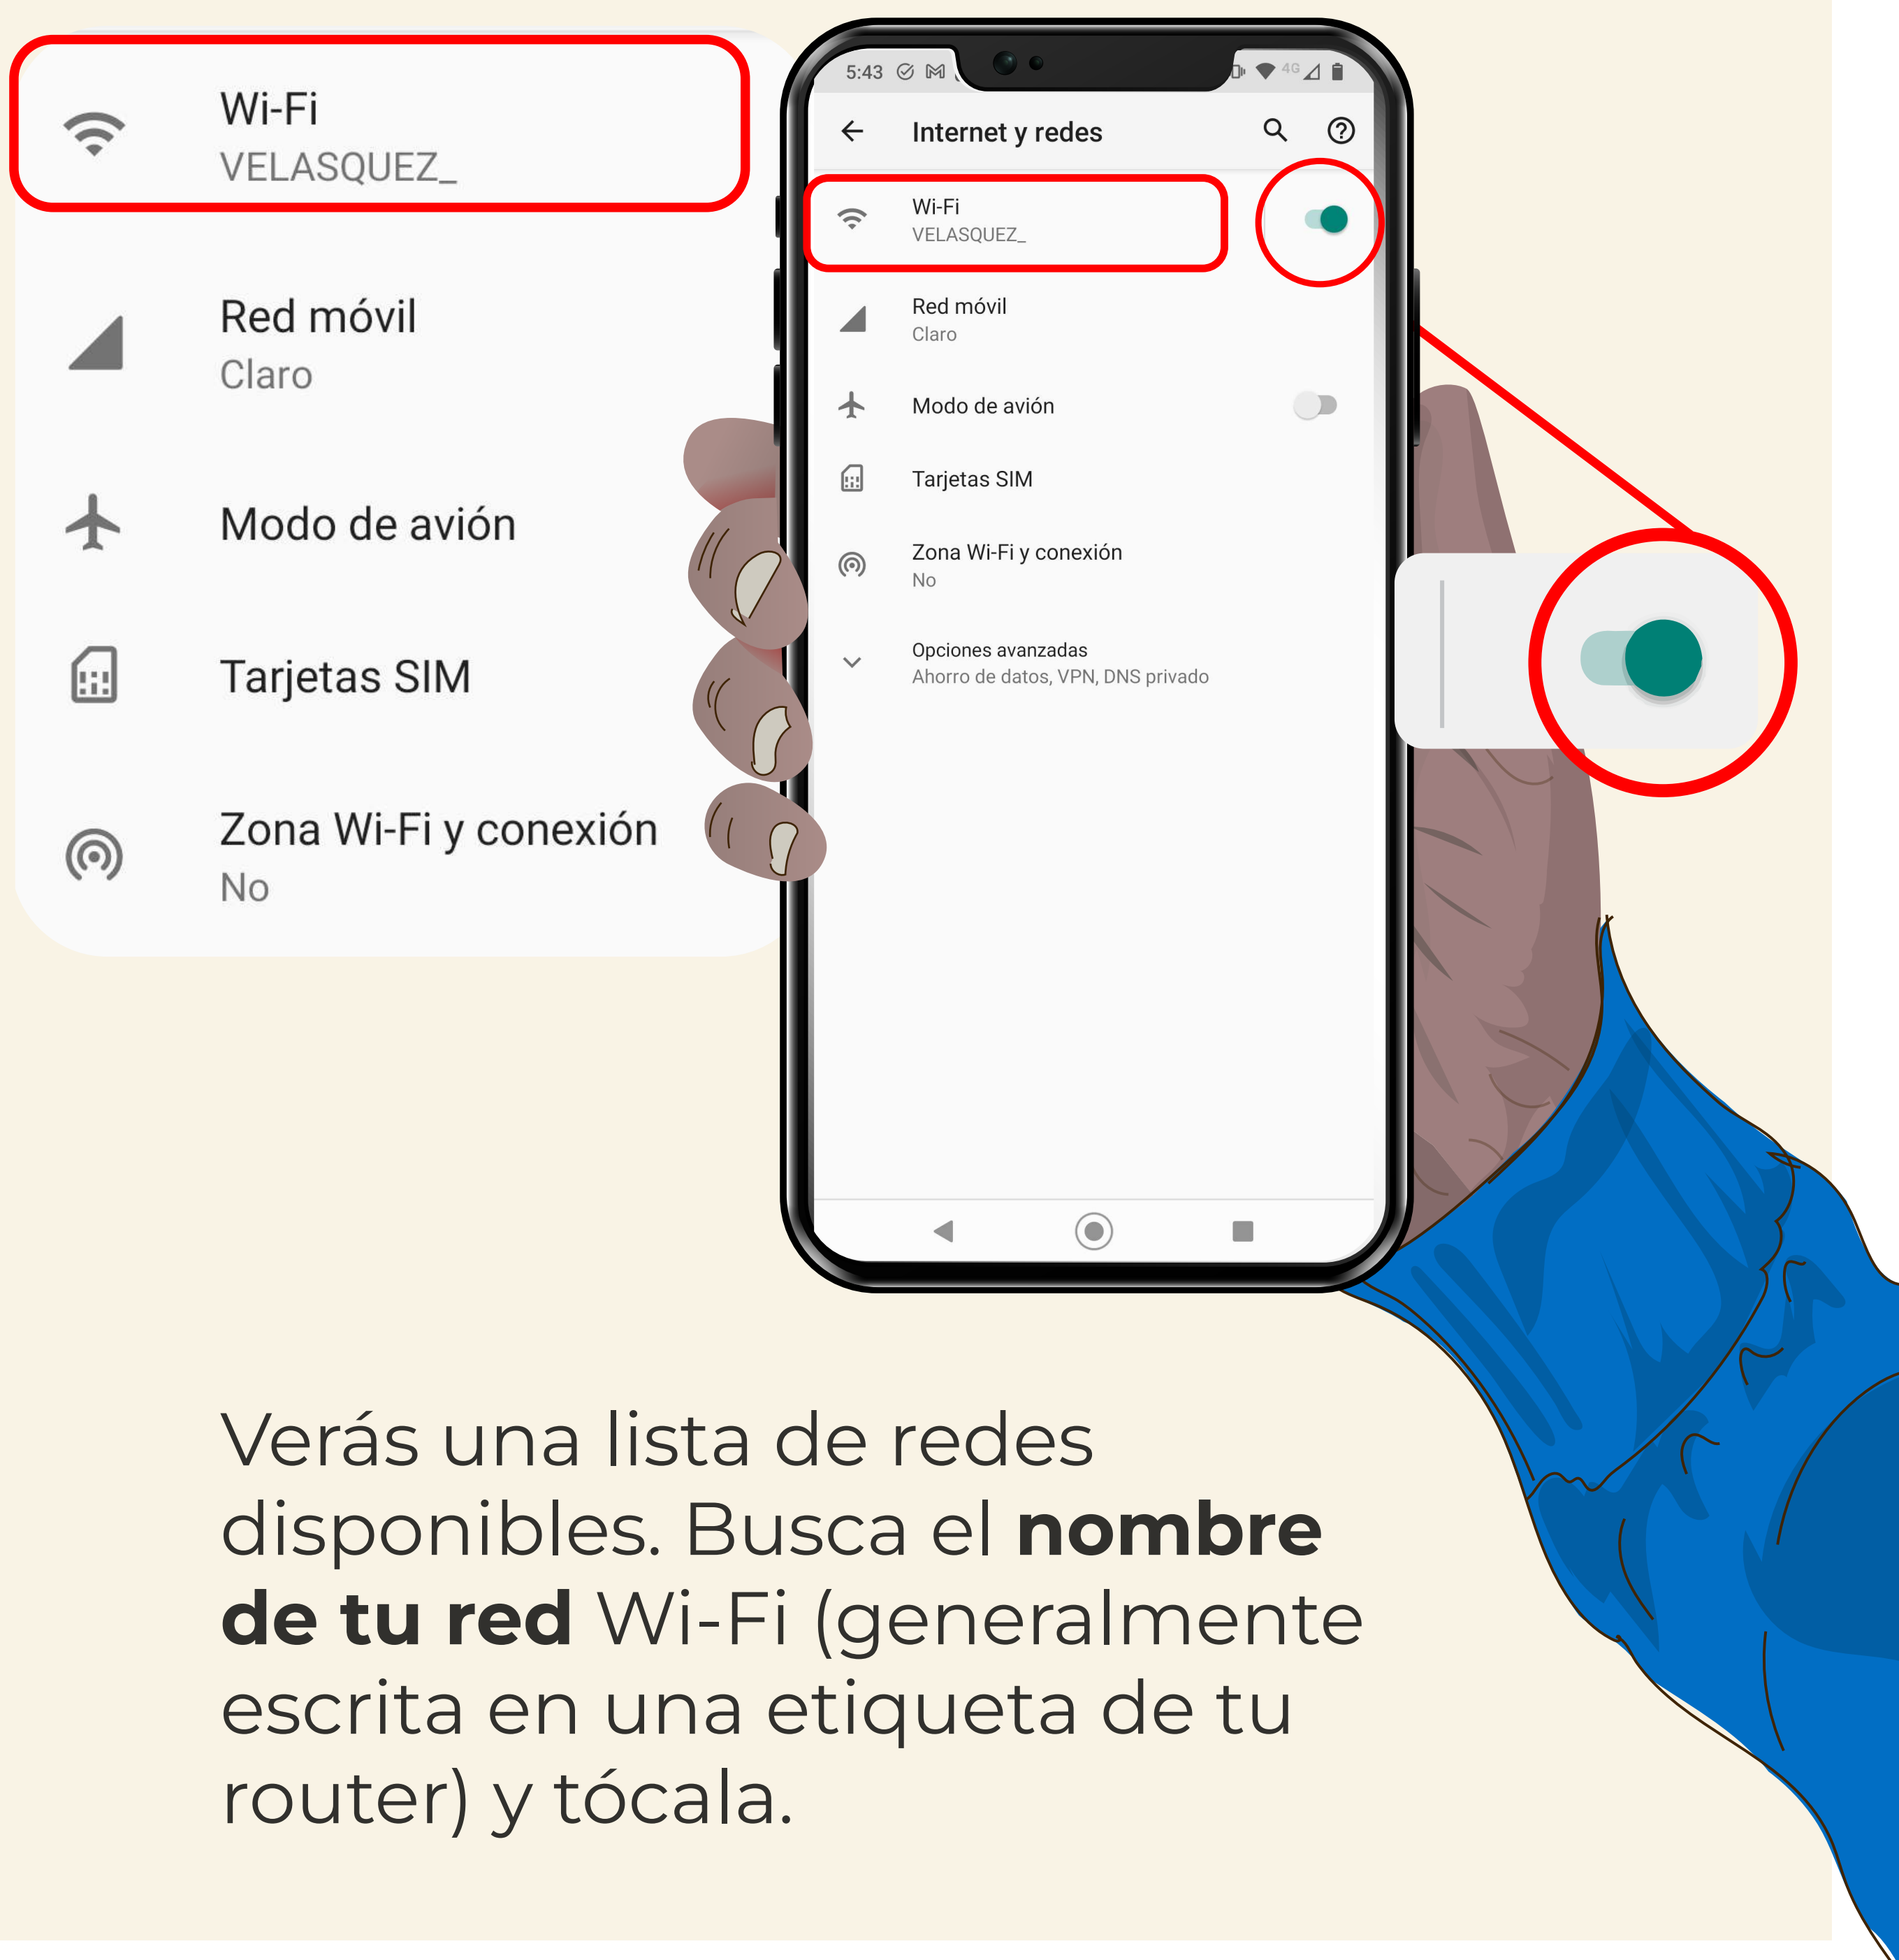 Wi-Fi
VELASQUEZ_
Red móvil
Claro
Modo de avión
Tarjetas SIM
Zona Wi-Fi y conexión
No
5:43
4G
Internet y redes
Wi-Fi
VELASQUEZ_
Red móvil
Claro
Modo de avión
Tarjetas SIM
Zona Wi-Fi y conexión
No
Opciones avanzadas
Ahorro de datos, VPN, DNS privado
Verás una lista de redes
disponibles. Busca el nombre
de tu red Wi-Fi (generalmente
escrita en una etiqueta de tu
router) y tócala.